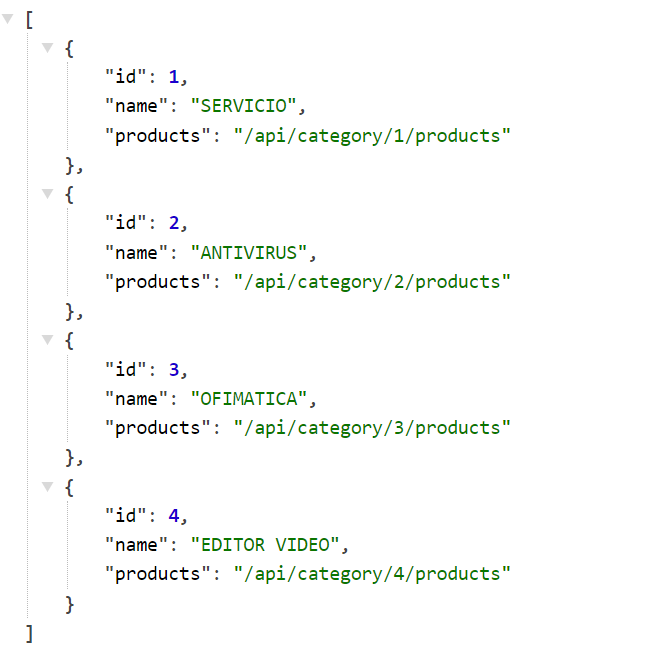 [
{
"id": 1,
"name": "SERVICIO",
"products": "/api/category/1/products"
},
{
"id": 2,
"name": "ANTIVIRUS",
"products": "/api/category/2/products"
},
{
"id": 3,
"name": "OFIMATICA",
"products": "/api/category/3/products"
},
{
"id": 4,
"name": "EDITOR VIDEO",
"products": "/api/category/4/products"
}
]